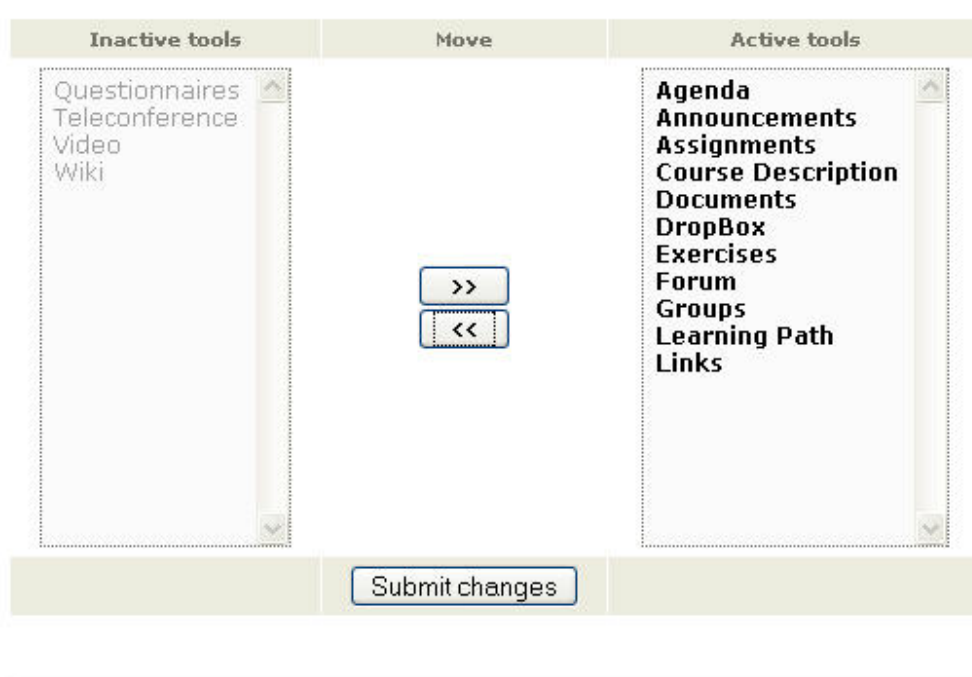 Inactive tools
Move
Active tools
Questionnaires
Teleconference
Video
Wiki
>>
<<
Agenda
Announcements
Assignments
Course Description
Documents
DropBox
Exercises
Forum
Groups
Learning Path
Links
Submit changes